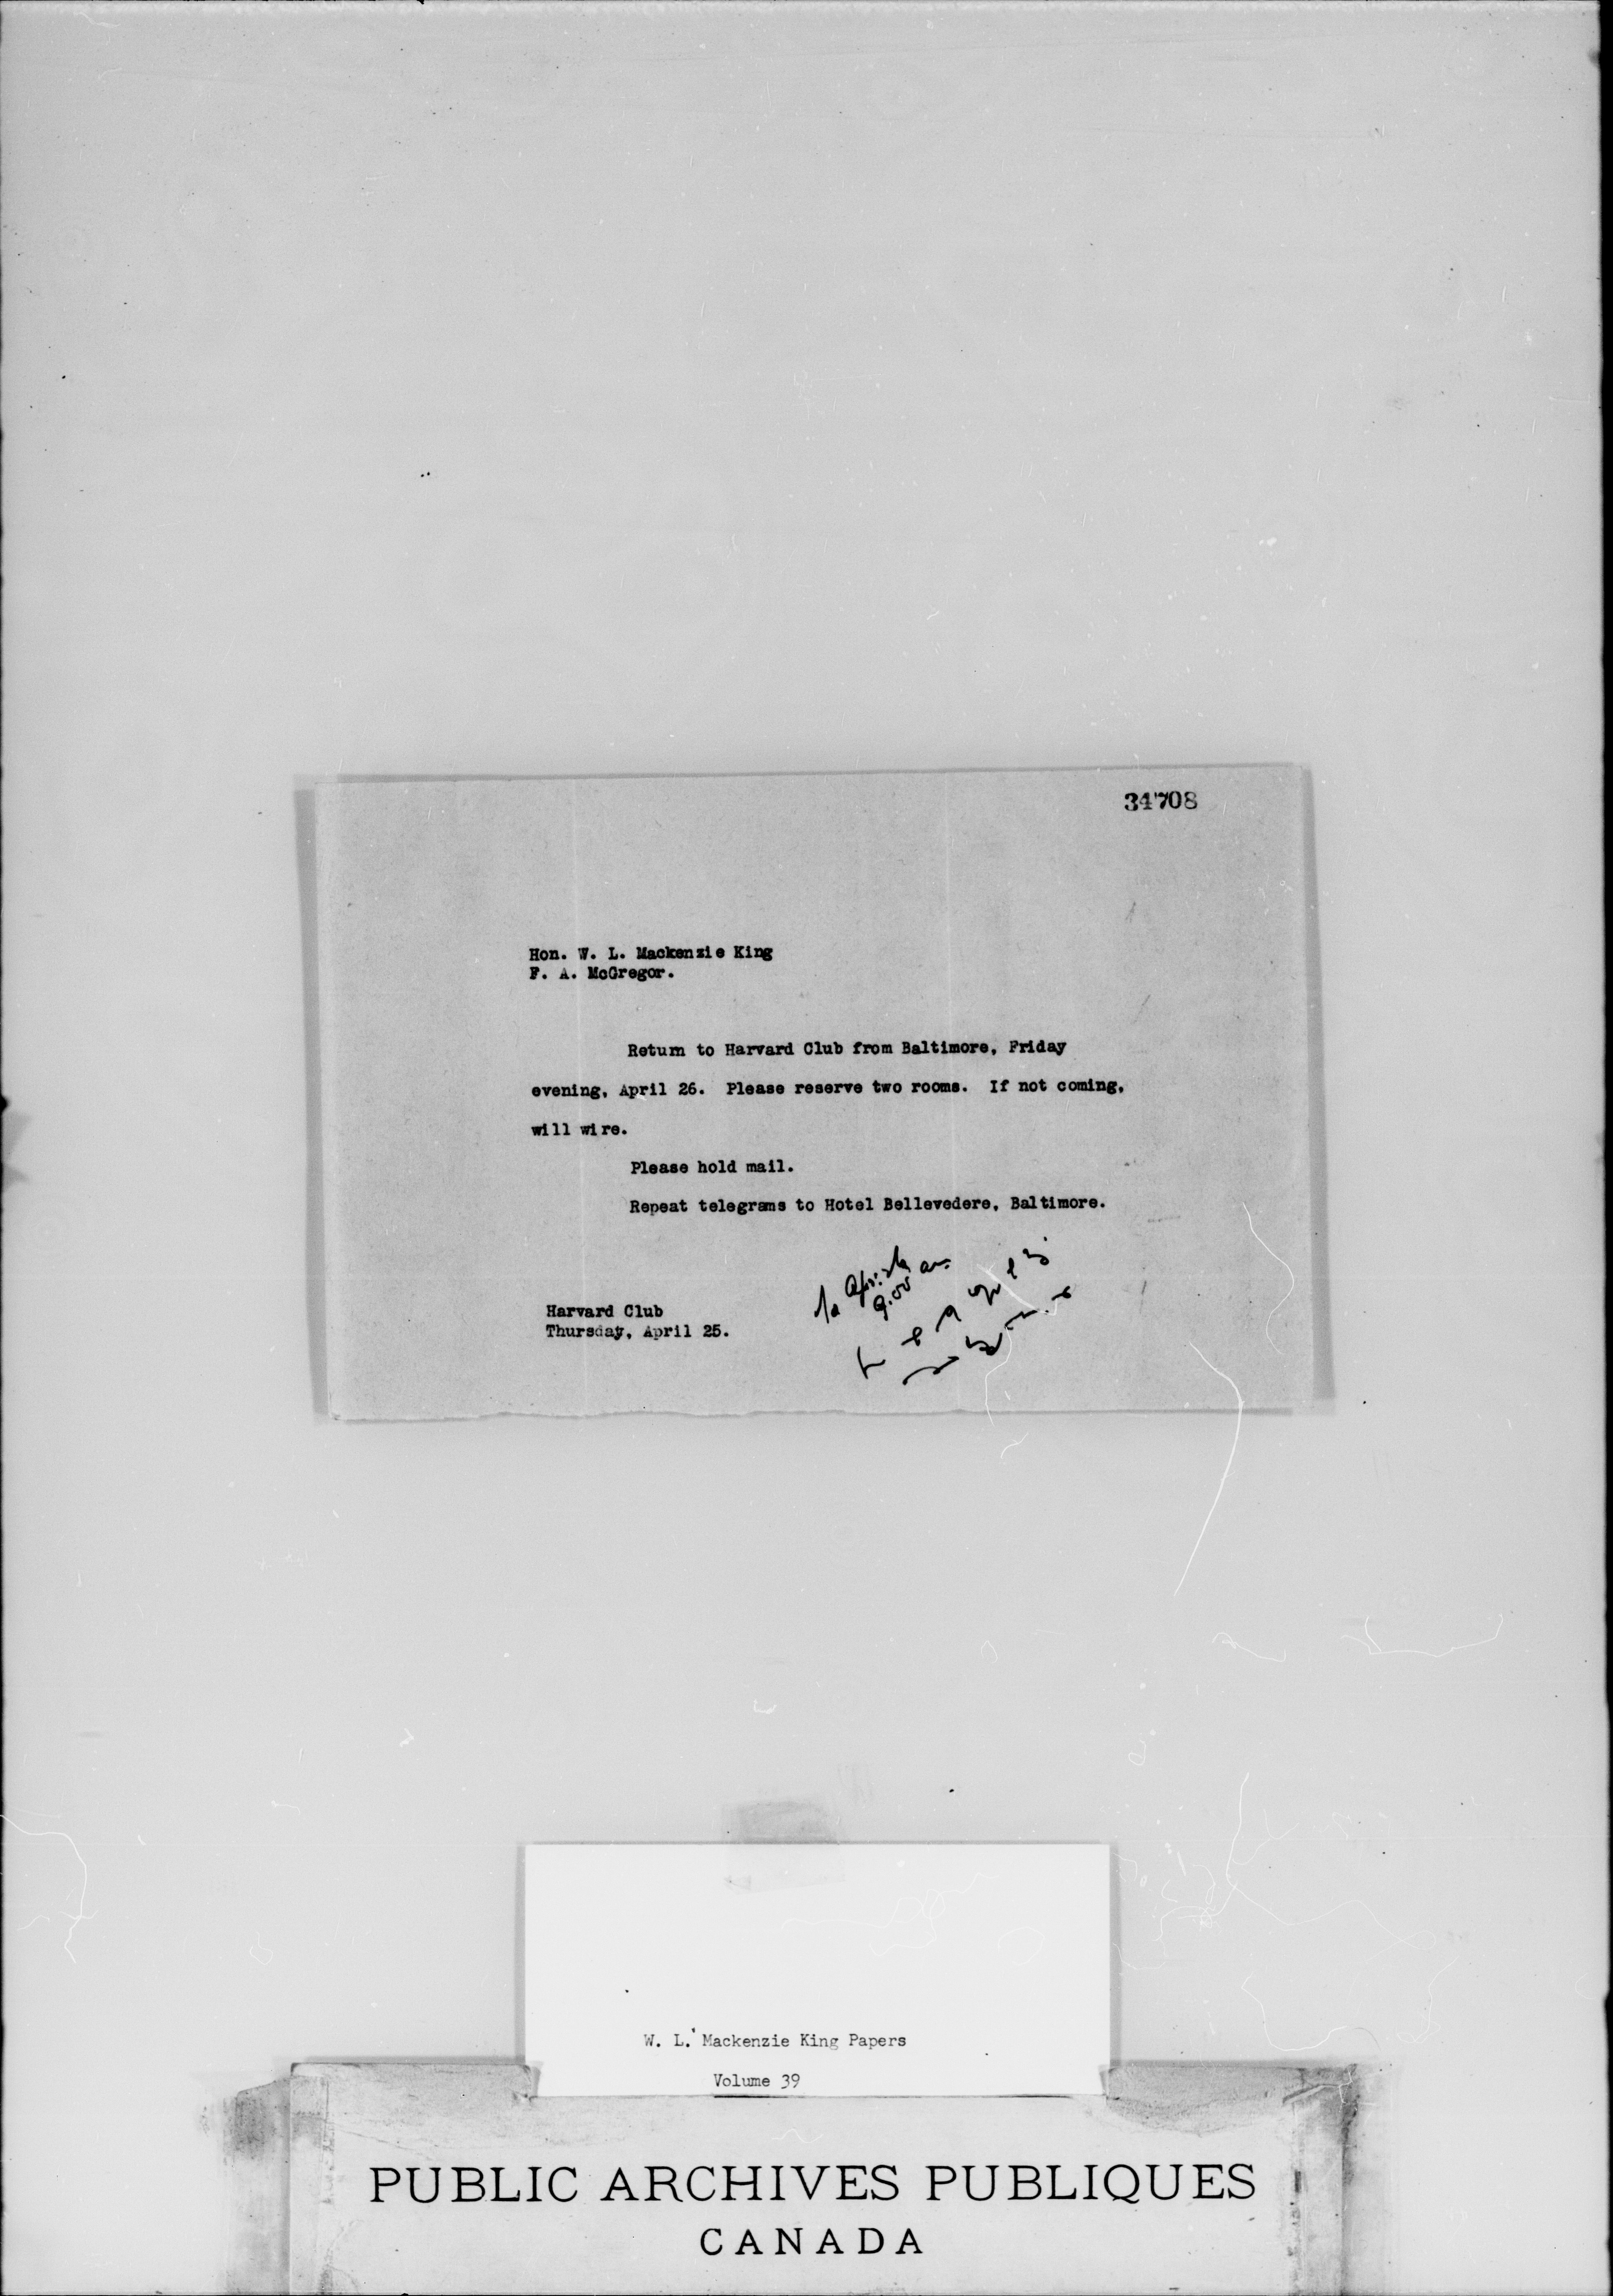 34708
Hon. W. L. Mackenzie King
F. A. McGregor.
Return to Harvard Club from Baltimore, Friday
evening, April 26. Please reserve two rooms. If not coming,
will wire.
Please hold mail.
Repeat telegrams to Hotel Bellevedere, Baltimore.
9.00
Harvard Club
Thursday, April 25.
W. L. Mackenzie King Papers
Volume 39
PUBLIC ARCHIVES PUBLIQUES
CANADA